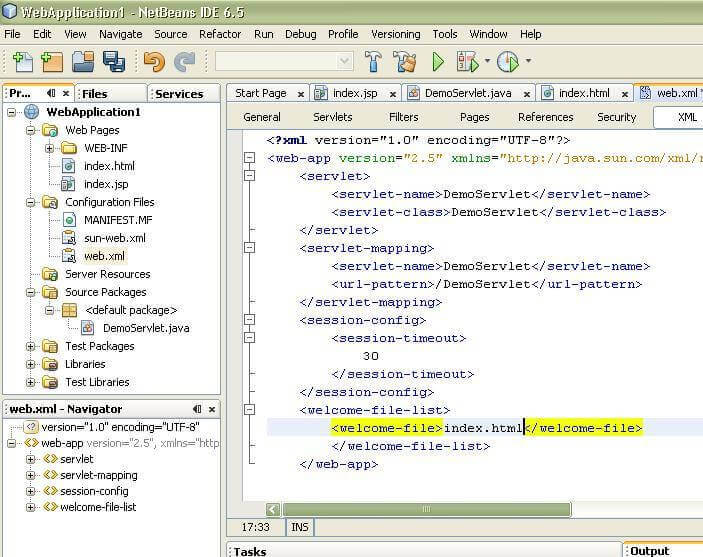 WebApplication1 - NetBeans IDE 6.5
File Edit View Navigate Source Refactor Run Debug Profile Versioning Tools Window Help
Pr... Files Services
WebApplication1
Web Pages
WEB-INF
index.html
index.jsp
Configuration Files
MANIFEST.MF
sun-web.xml
web.xml
Server Resources
Source Packages
<default package>
DemoServlet.java
Test Packages
Libraries
Test Libraries
web.xml - Navigator
version="1.0" encoding="UTF-8"
web-app version="2.5", xmlns="http
servlet
servlet-mapping
session-config
welcome-file-list
Start Page index.jsp DemoServlet.java index.html web.xml *
General Servlets Filters Pages References Security XML
<?xml version="1.0" encoding="UTF-8"?>
<web-app version="2.5" xmlns="http://java.sun.com/xml/n
<servlet>
<servlet-name>DemoServlet</servlet-name>
<servlet-class>DemoServlet</servlet-class>
</servlet>
<servlet-mapping>
<servlet-name>DemoServlet</servlet-name>
<url-pattern>/DemoServlet</url-pattern>
</servlet-mapping>
<session-config>
<session-timeout>
30
</session-timeout>
</session-config>
<welcome-file-list>
<welcome-file>index.html</welcome-file>
</welcome-file-list>
</web-app>
17:33 INS
Tasks Output